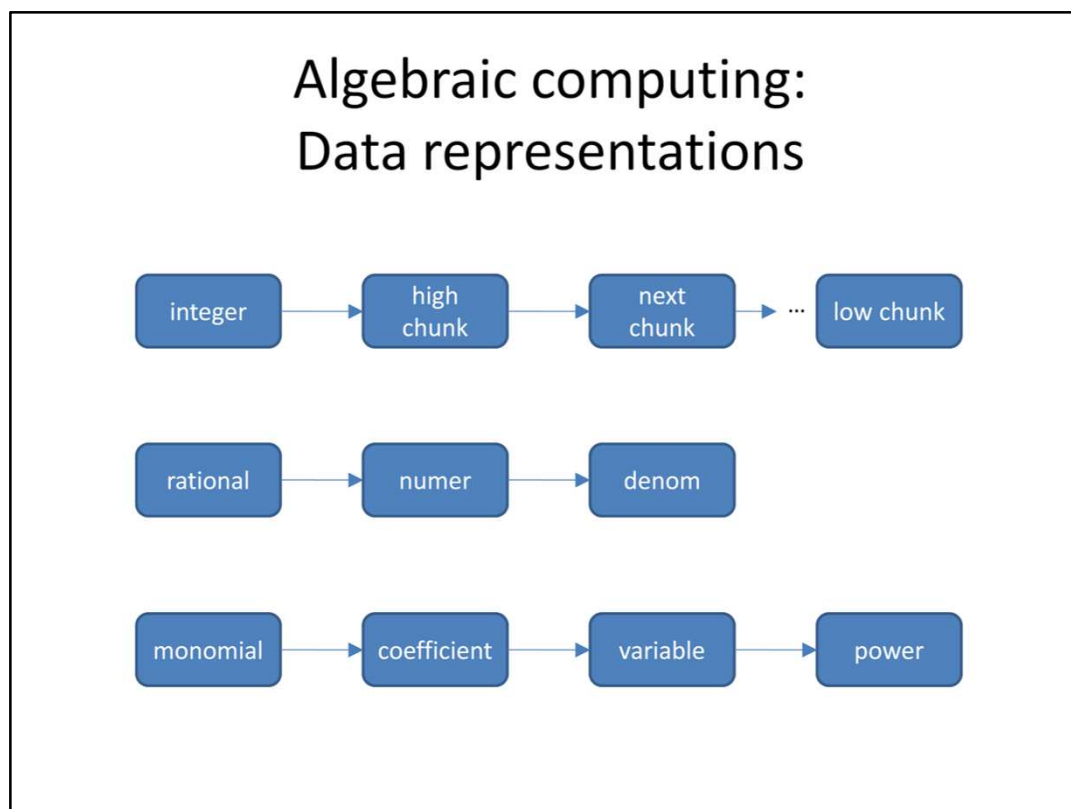 Algebraic computing:
Data representations
integer
high
chunk
next
chunk
...
low chunk
rational
numer
denom
monomial
coefficient
variable
power